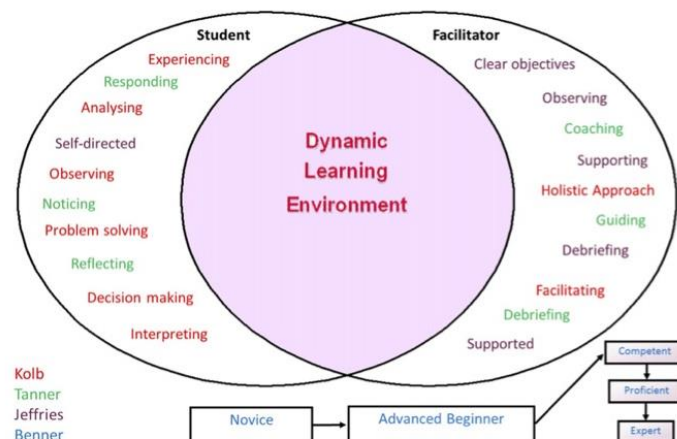 Student
Experiencing
Responding
Analysing
Self-directed
Observing
Noticing
Problem solving
Reflecting
Decision making
Interpreting
Dynamic
Learning
Environment
Facilitator
Clear objectives
Observing
Coaching
Supporting
Holistic Approach
Guiding
Debriefing
Facilitating
Debriefing
Supported
Kolb
Tanner
Jeffries
Benner
Novice
Advanced Beginner
Competent
Proficient
Expert